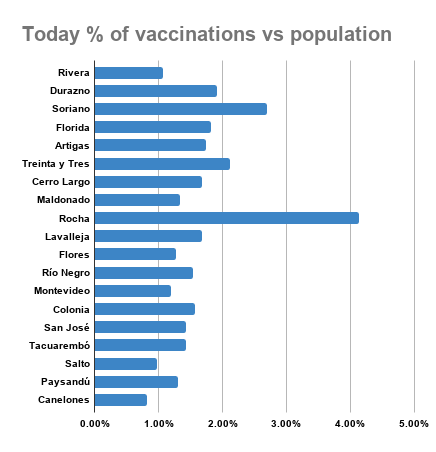 Today % of vaccinations vs population
Rivera
Durazno
Soriano
Florida
Artigas
Treinta y Tres
Cerro Largo
Maldonado
Rocha
Lavalleja
Flores
Río Negro
Montevideo
Colonia
San José
Tacuarembó
Salto
Paysandú
Canelones
0.00% 1.00% 2.00% 3.00% 4.00% 5.00%